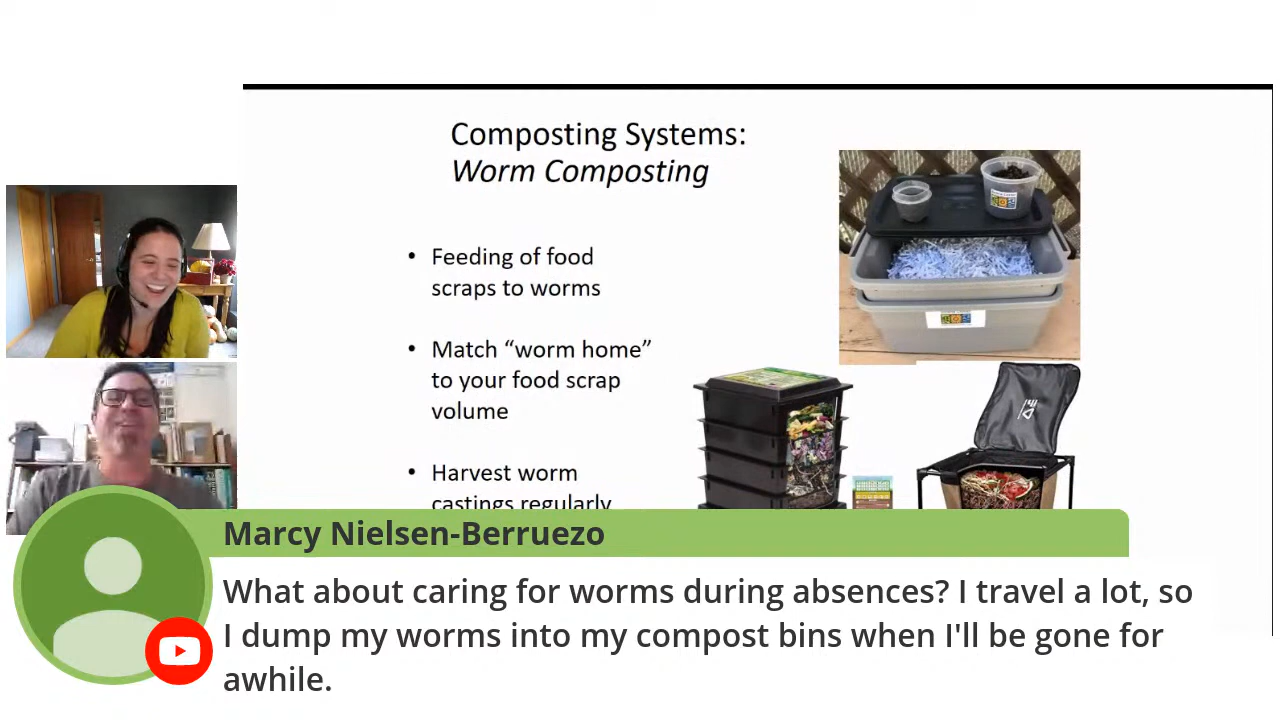 Composting Systems:
Worm Composting
• Feeding of food
scraps to worms
• Match “worm home”
to your food scrap
volume
• Harvest worm
castings regularly
Marcy Nielsen-Berruezo
What about caring for worms during absences? I travel a lot, so
I dump my worms into my compost bins when I'll be gone for
awhile.